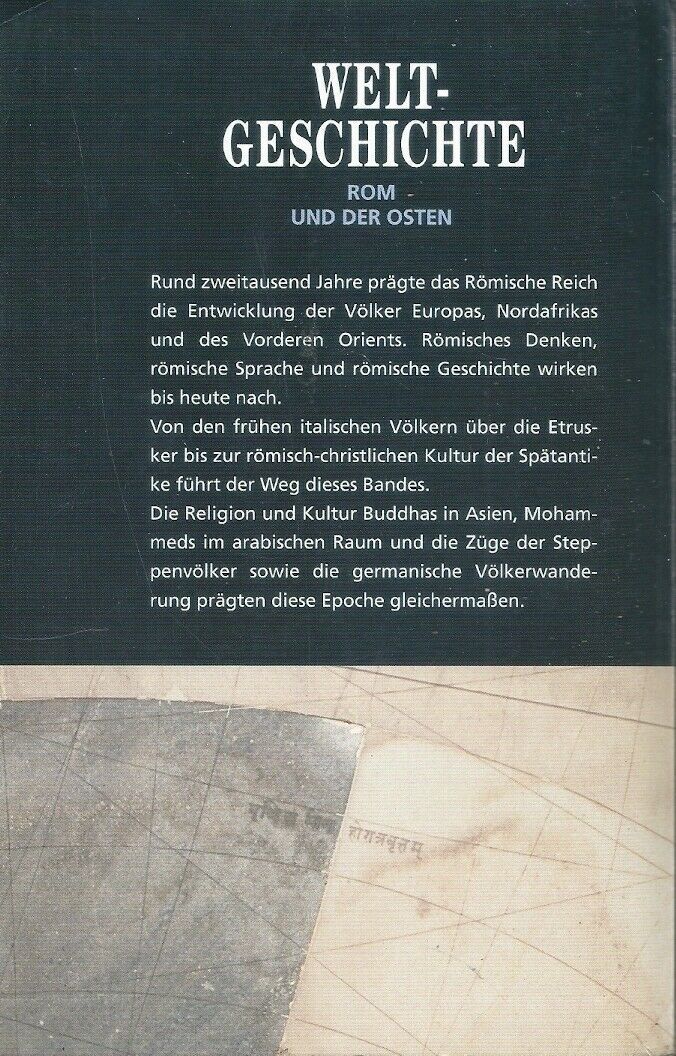 WELT-
GESCHICHTE
ROM
UND DER OSTEN
Rund zweitausend Jahre prägte das Römische Reich
die Entwicklung der Völker Europas, Nordafrikas
und des Vorderen Orients. Römisches Denken,
römische Sprache und römische Geschichte wirken
bis heute nach.
Von den frühen italischen Völkern über die Etrus-
ker bis zur römisch-christlichen Kultur der Spätanti-
ke führt der Weg dieses Bandes.
Die Religion und Kultur Buddhas in Asien, Moham-
meds im arabischen Raum und die Züge der Step-
penvölker sowie die germanische Völkerwande-
rung prägten diese Epoche gleichermaßen.